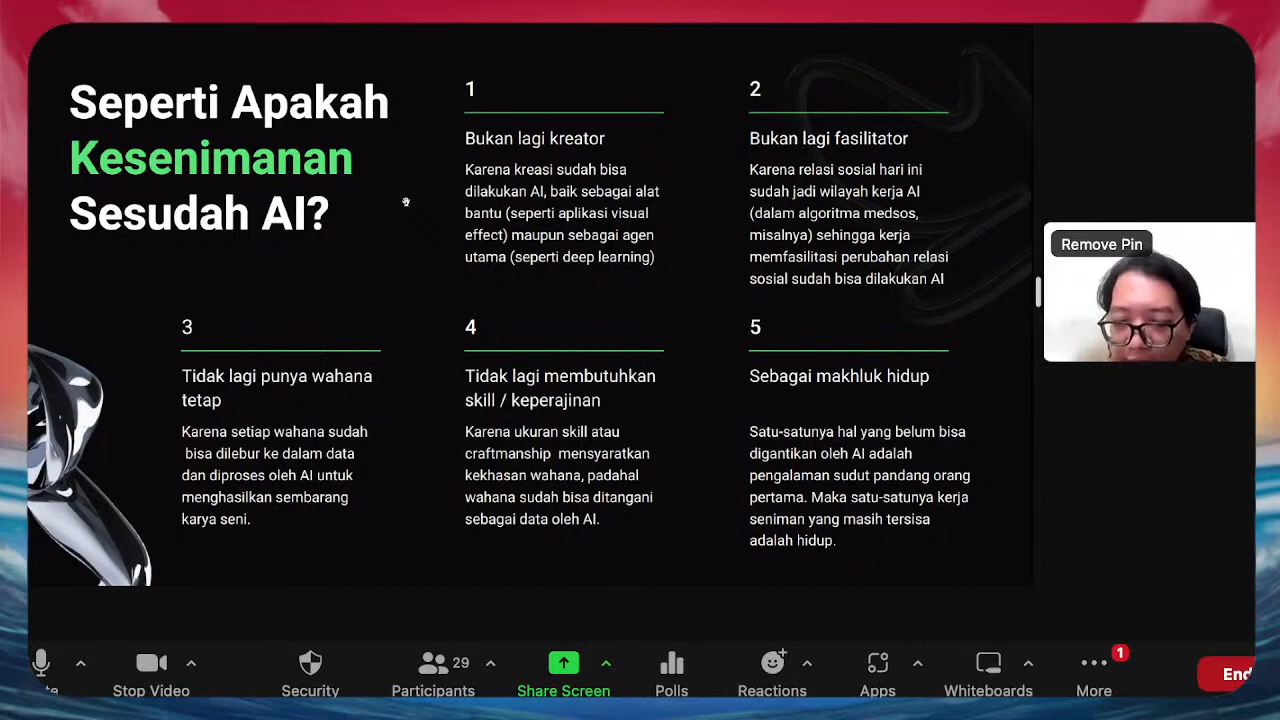 Seperti Apakah
Kesenimanan
Sesudah AI?
1
Bukan lagi kreator
Karena kreasi sudah bisa
dilakukan AI, baik sebagai alat
bantu (seperti aplikasi visual
effect) maupun sebagai agen
utama (seperti deep learning)
2
Bukan lagi fasilitator
Karena relasi sosial hari ini
sudah jadi wilayah kerja AI
(dalam algoritma medsos,
misalnya) sehingga kerja
memfasilitasi perubahan relasi
sosial sudah bisa dilakukan AI
3
Tidak lagi punya wahana
tetap
Karena setiap wahana sudah
bisa dilebur ke dalam data
dan diproses oleh AI untuk
menghasilkan sembarang
karya seni.
4
Tidak lagi membutuhkan
skill / keperajinan
Karena ukuran skill atau
craftmanship mensyaratkan
kekhasan wahana, padahal
wahana sudah bisa ditangani
sebagai data oleh AI.
5
Sebagai makhluk hidup
Satu-satunya hal yang belum bisa
digantikan oleh AI adalah
pengalaman sudut pandang orang
pertama. Maka satu-satunya kerja
seniman yang masih tersisa
adalah hidup.
Remove Pin
29
1
Stop Video
Security
Participants
Share Screen
Polls
Reactions
Apps
Whiteboards
More
End